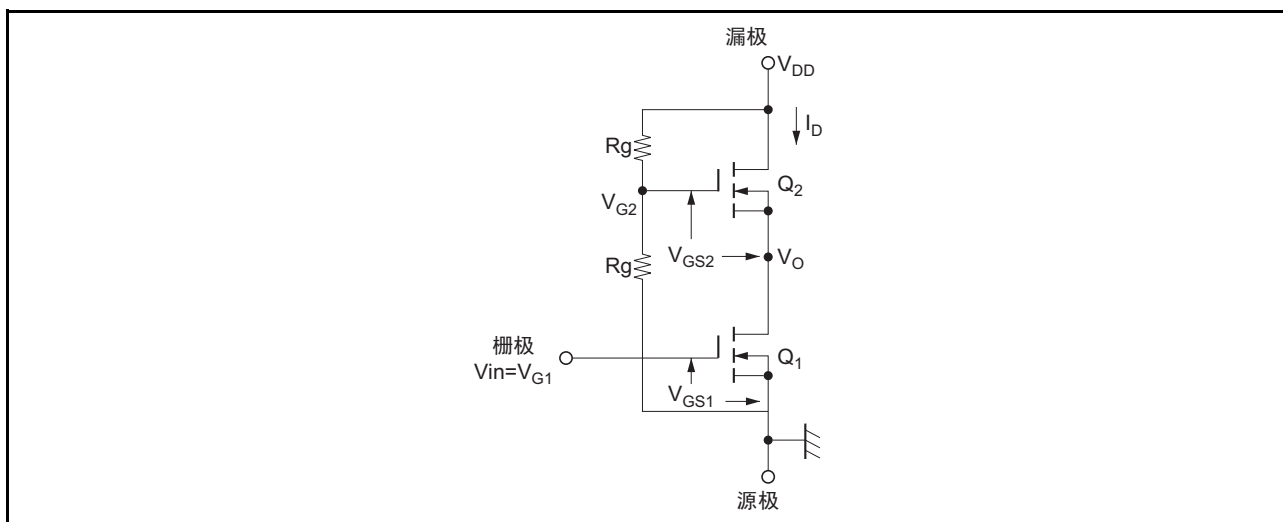 漏极
VDD
ID
Rg
Q2
VG2
VGS2
VO
Rg
栅极
Vin=VG1
Q1
VGS1
源极